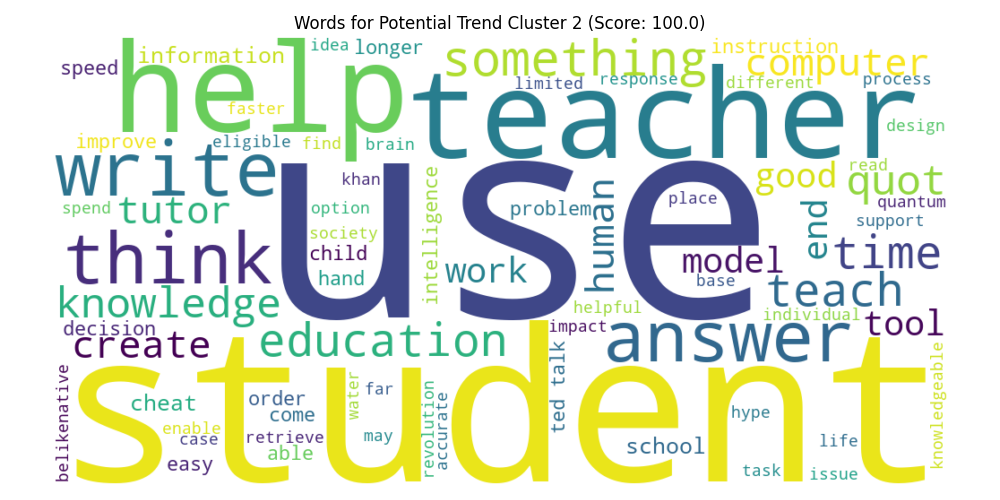 Words for Potential Trend Cluster 2 (Score: 100.0)
information
idea
longer
something
instruction
computer
speed
help
limited
response
different
process
teacher
faster
improve
eligible
find
brain
design
write
use
khan
intelligence
human
place
good
read
quot
quantum
spend
tutor
option
society
problem
end
support
time
think
child
hand
work
model
base
teach
knowledge
helpful
individual
tool
decision
create
education
impact
answer
student
belikenative
cheat
enable
case
easy
order
come
retrieve
able
water
far
may
revolution
accurate
ted talk
school
hype
task
life
issue
knowledgeable